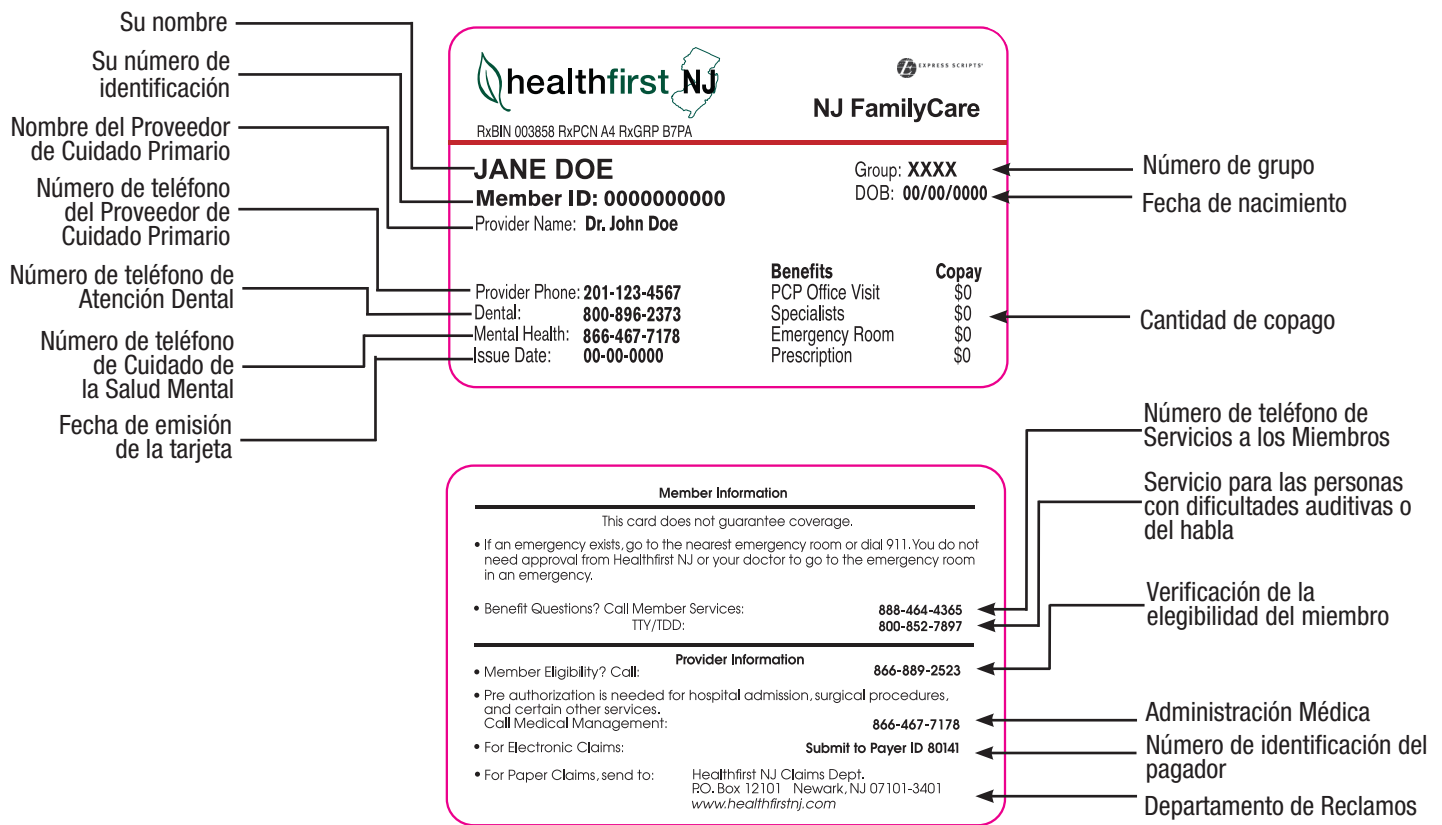 Su nombre
Su número de
identificación
Nombre del Proveedor
de Cuidado Primario
Número de teléfono
del Proveedor de
Cuidado Primario
Número de teléfono de
Atención Dental
Número de teléfono
de Cuidado de
la Salud Mental
Fecha de emisión
de la tarjeta
healthfirst NJ
EXPRESS SCRIPTS®
NJ FamilyCare
RxBIN 003858 RxPCN A4 RxGRP B7PA
JANE DOE
Member ID: 0000000000
Provider Name: Dr. John Doe
Group: XXXX
DOB: 00/00/0000
Provider Phone: 201-123-4567
Dental: 800-896-2373
Mental Health: 866-467-7178
Issue Date: 00-00-0000
Benefits Copay
PCP Office Visit $0
Specialists $0
Emergency Room $0
Prescription $0
Número de grupo
Fecha de nacimiento
Cantidad de copago
Member Information
This card does not guarantee coverage.
• If an emergency exists, go to the nearest emergency room or dial 911. You do not
need approval from Healthfirst NJ or your doctor to go to the emergency room
in an emergency.
• Benefit Questions? Call Member Services: 888-464-4365
TTY/TDD: 800-852-7897
Provider Information
• Member Eligibility? Call: 866-889-2523
• Pre authorization is needed for hospital admission, surgical procedures,
and certain other services.
Call Medical Management: 866-467-7178
• For Electronic Claims: Submit to Payer ID 80141
• For Paper Claims, send to: Healthfirst NJ Claims Dept.
P.O. Box 12101 Newark, NJ 07101-3401
www.healthfirstnj.com
Número de teléfono de
Servicios a los Miembros
Servicio para las personas
con dificultades auditivas o
del habla
Verificación de la
elegibilidad del miembro
Administración Médica
Número de identificación del
pagador
Departamento de Reclamos